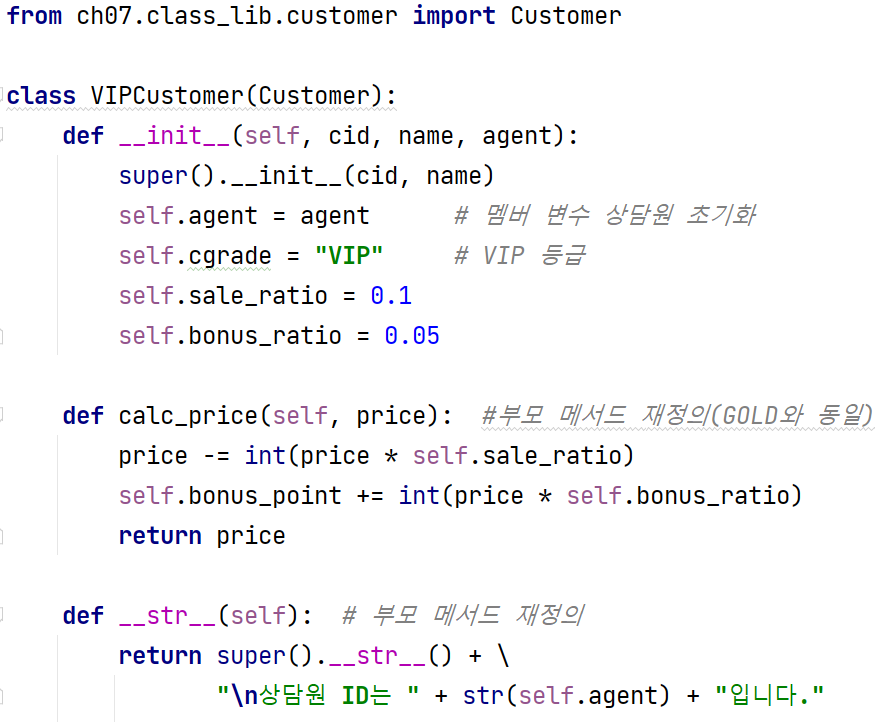 from ch07.class_lib.customer import Customer
class VIPCustomer(Customer):
    def __init__(self, cid, name, agent):
        super().__init__(cid, name)
        self.agent = agent      # 멤버 변수 상담원 초기화
        self.cgrade = "VIP"     # VIP 등급
        self.sale_ratio = 0.1
        self.bonus_ratio = 0.05
    def calc_price(self, price):  #부모 메서드 재정의(GOLD와 동일)
        price -= int(price * self.sale_ratio)
        self.bonus_point += int(price * self.bonus_ratio)
        return price
    def __str__(self):  # 부모 메서드 재정의
        return super().__str__() + \
               "\n상담원 ID는 " + str(self.agent) + "입니다."